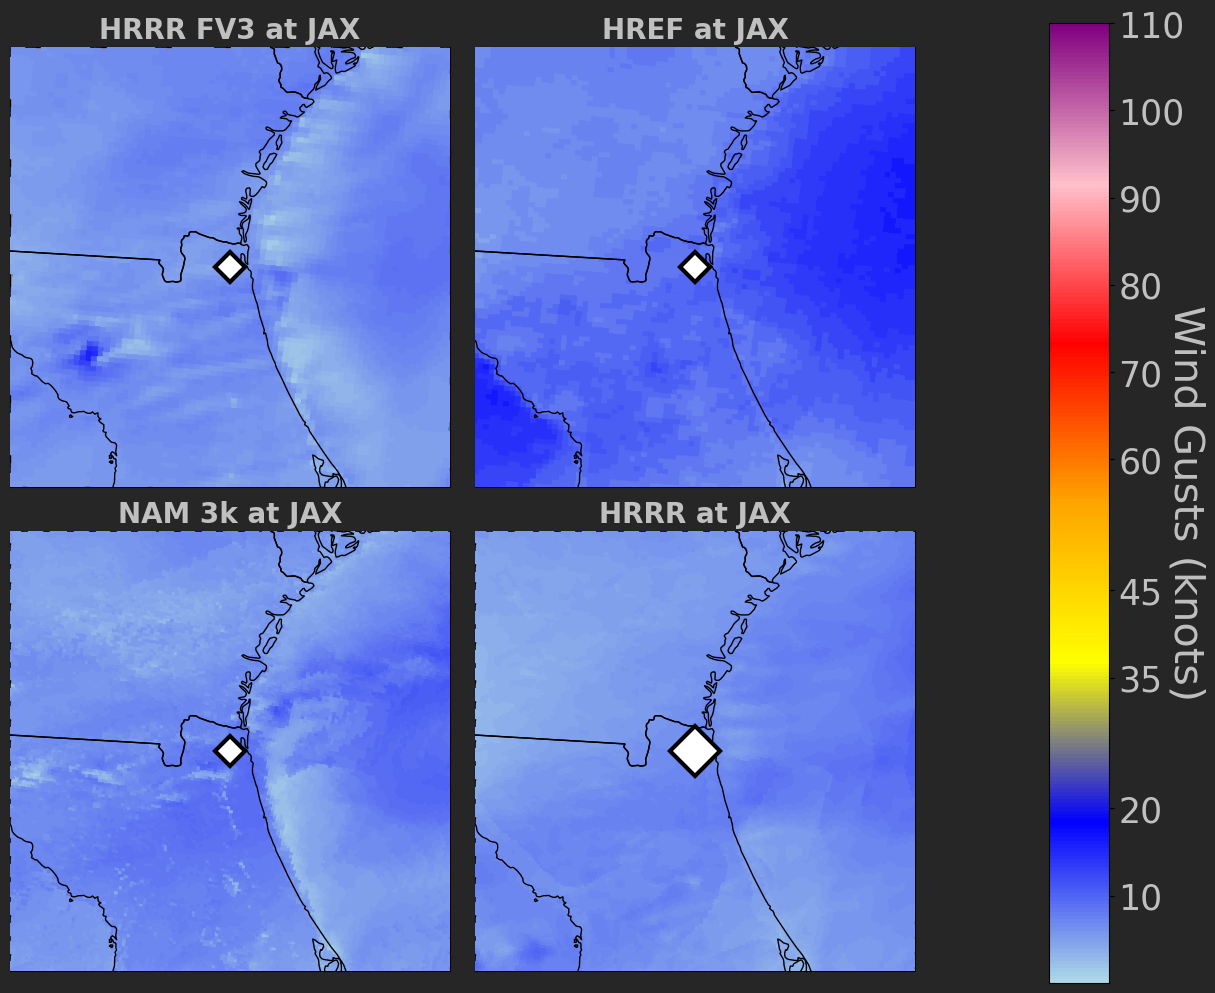 HRRR FV3 at JAX
HREF at JAX
NAM 3k at JAX
HRRR at JAX
110
100
90
80
70
60
45
35
20
10
Wind Gusts (knots)